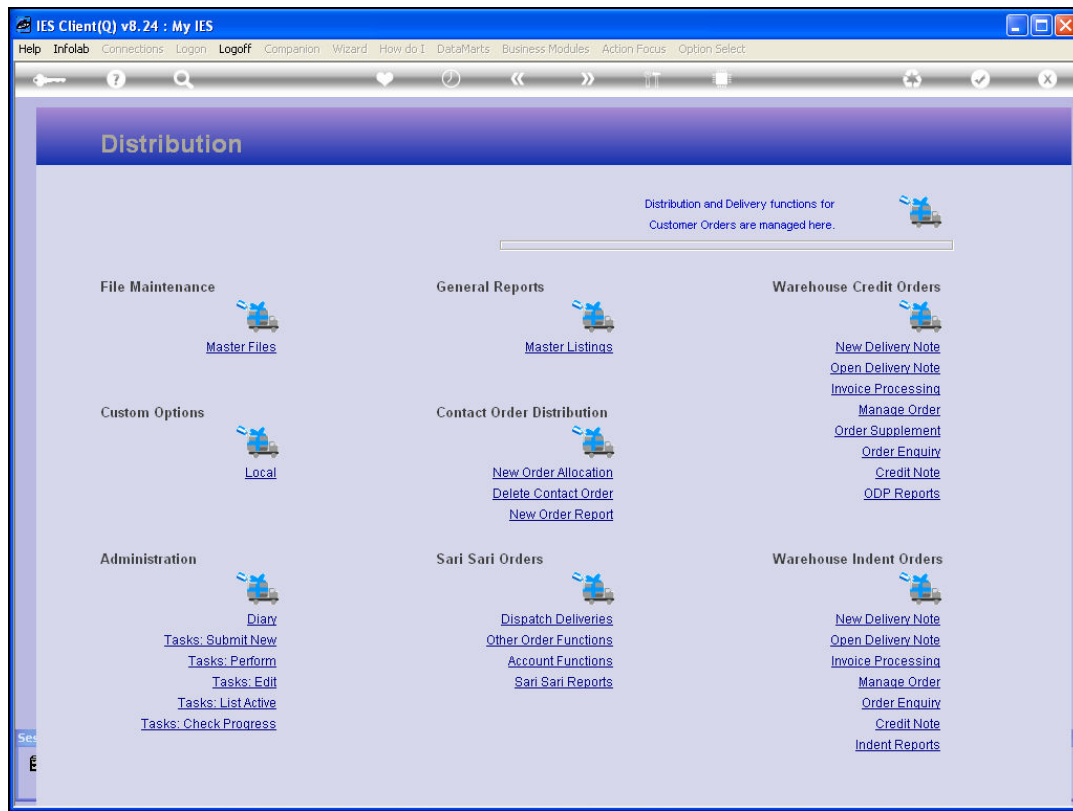 IES Client(Q) v8.24 : My IES
Help Infolab Connections Logon Logoff Companion Wizard How do I DataMarts Business Modules Action Focus Option Select
Distribution
Distribution and Delivery functions for
Customer Orders are managed here.
File Maintenance
Master Files
General Reports
Master Listings
Warehouse Credit Orders
New Delivery Note
Open Delivery Note
Invoice Processing
Manage Order
Order Supplement
Order Enquiry
Credit Note
ODP Reports
Custom Options
Local
Contact Order Distribution
New Order Allocation
Delete Contact Order
New Order Report
Administration
Diary
Tasks: Submit New
Tasks: Perform
Tasks: Edit
Tasks: List Active
Tasks: Check Progress
Sari Sari Orders
Dispatch Deliveries
Other Order Functions
Account Functions
Sari Sari Reports
Warehouse Indent Orders
New Delivery Note
Open Delivery Note
Invoice Processing
Manage Order
Order Enquiry
Credit Note
Indent Reports